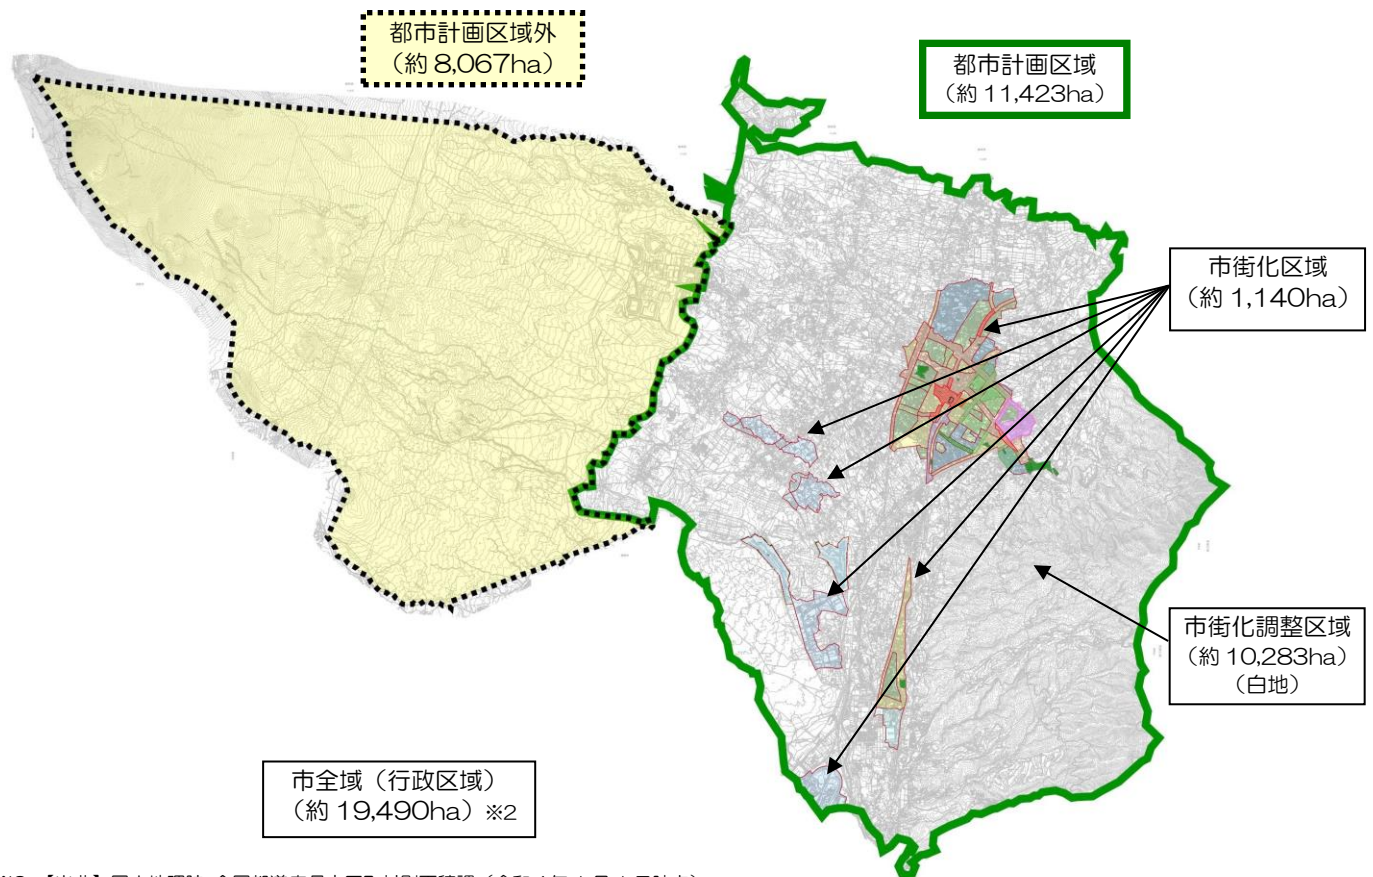 都市計画区域外
（約 8,067ha）
都市計画区域
（約 11,423ha）
市街化区域
（約 1,140ha）
市街化調整区域
（約 10,283ha）
（白地）
市全域（行政区域）
（約 19,490ha）※2